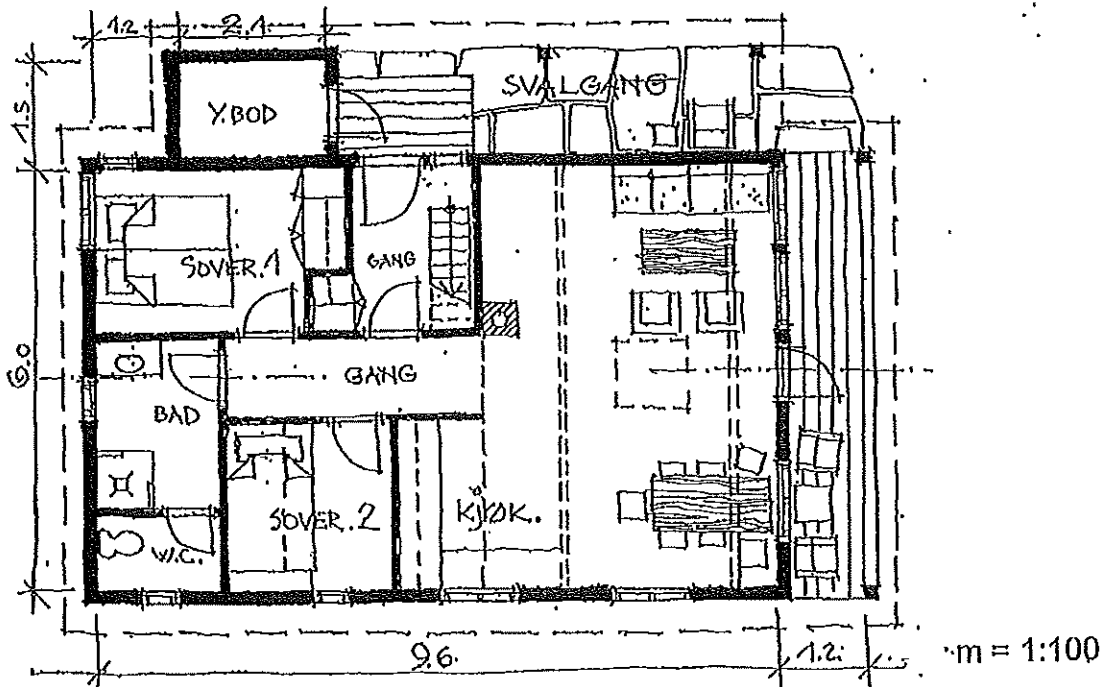 1.2 2.1
1.5
Y.BOD
SVALGANG
6.0
SOVER.1
GANG
GANG
BAD
SOVER.2
KJØK.
W.C.
9.6
1.2
m = 1:100